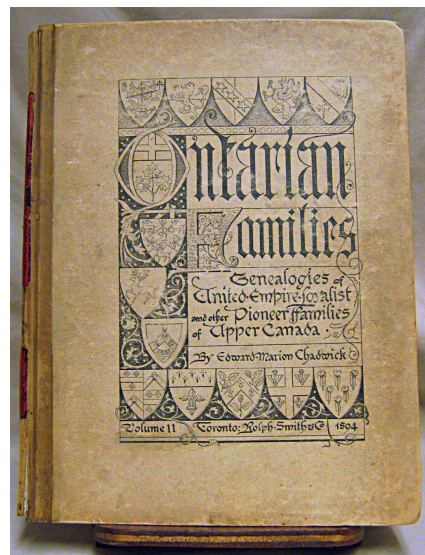 Ontarian
Families
Genealogies of
United-Empire-Loyalist
and other Pioneer Families
of Upper Canada.
By Edward Marion Chadwick
Volume II Toronto: Rolph-Smith & Co 1894